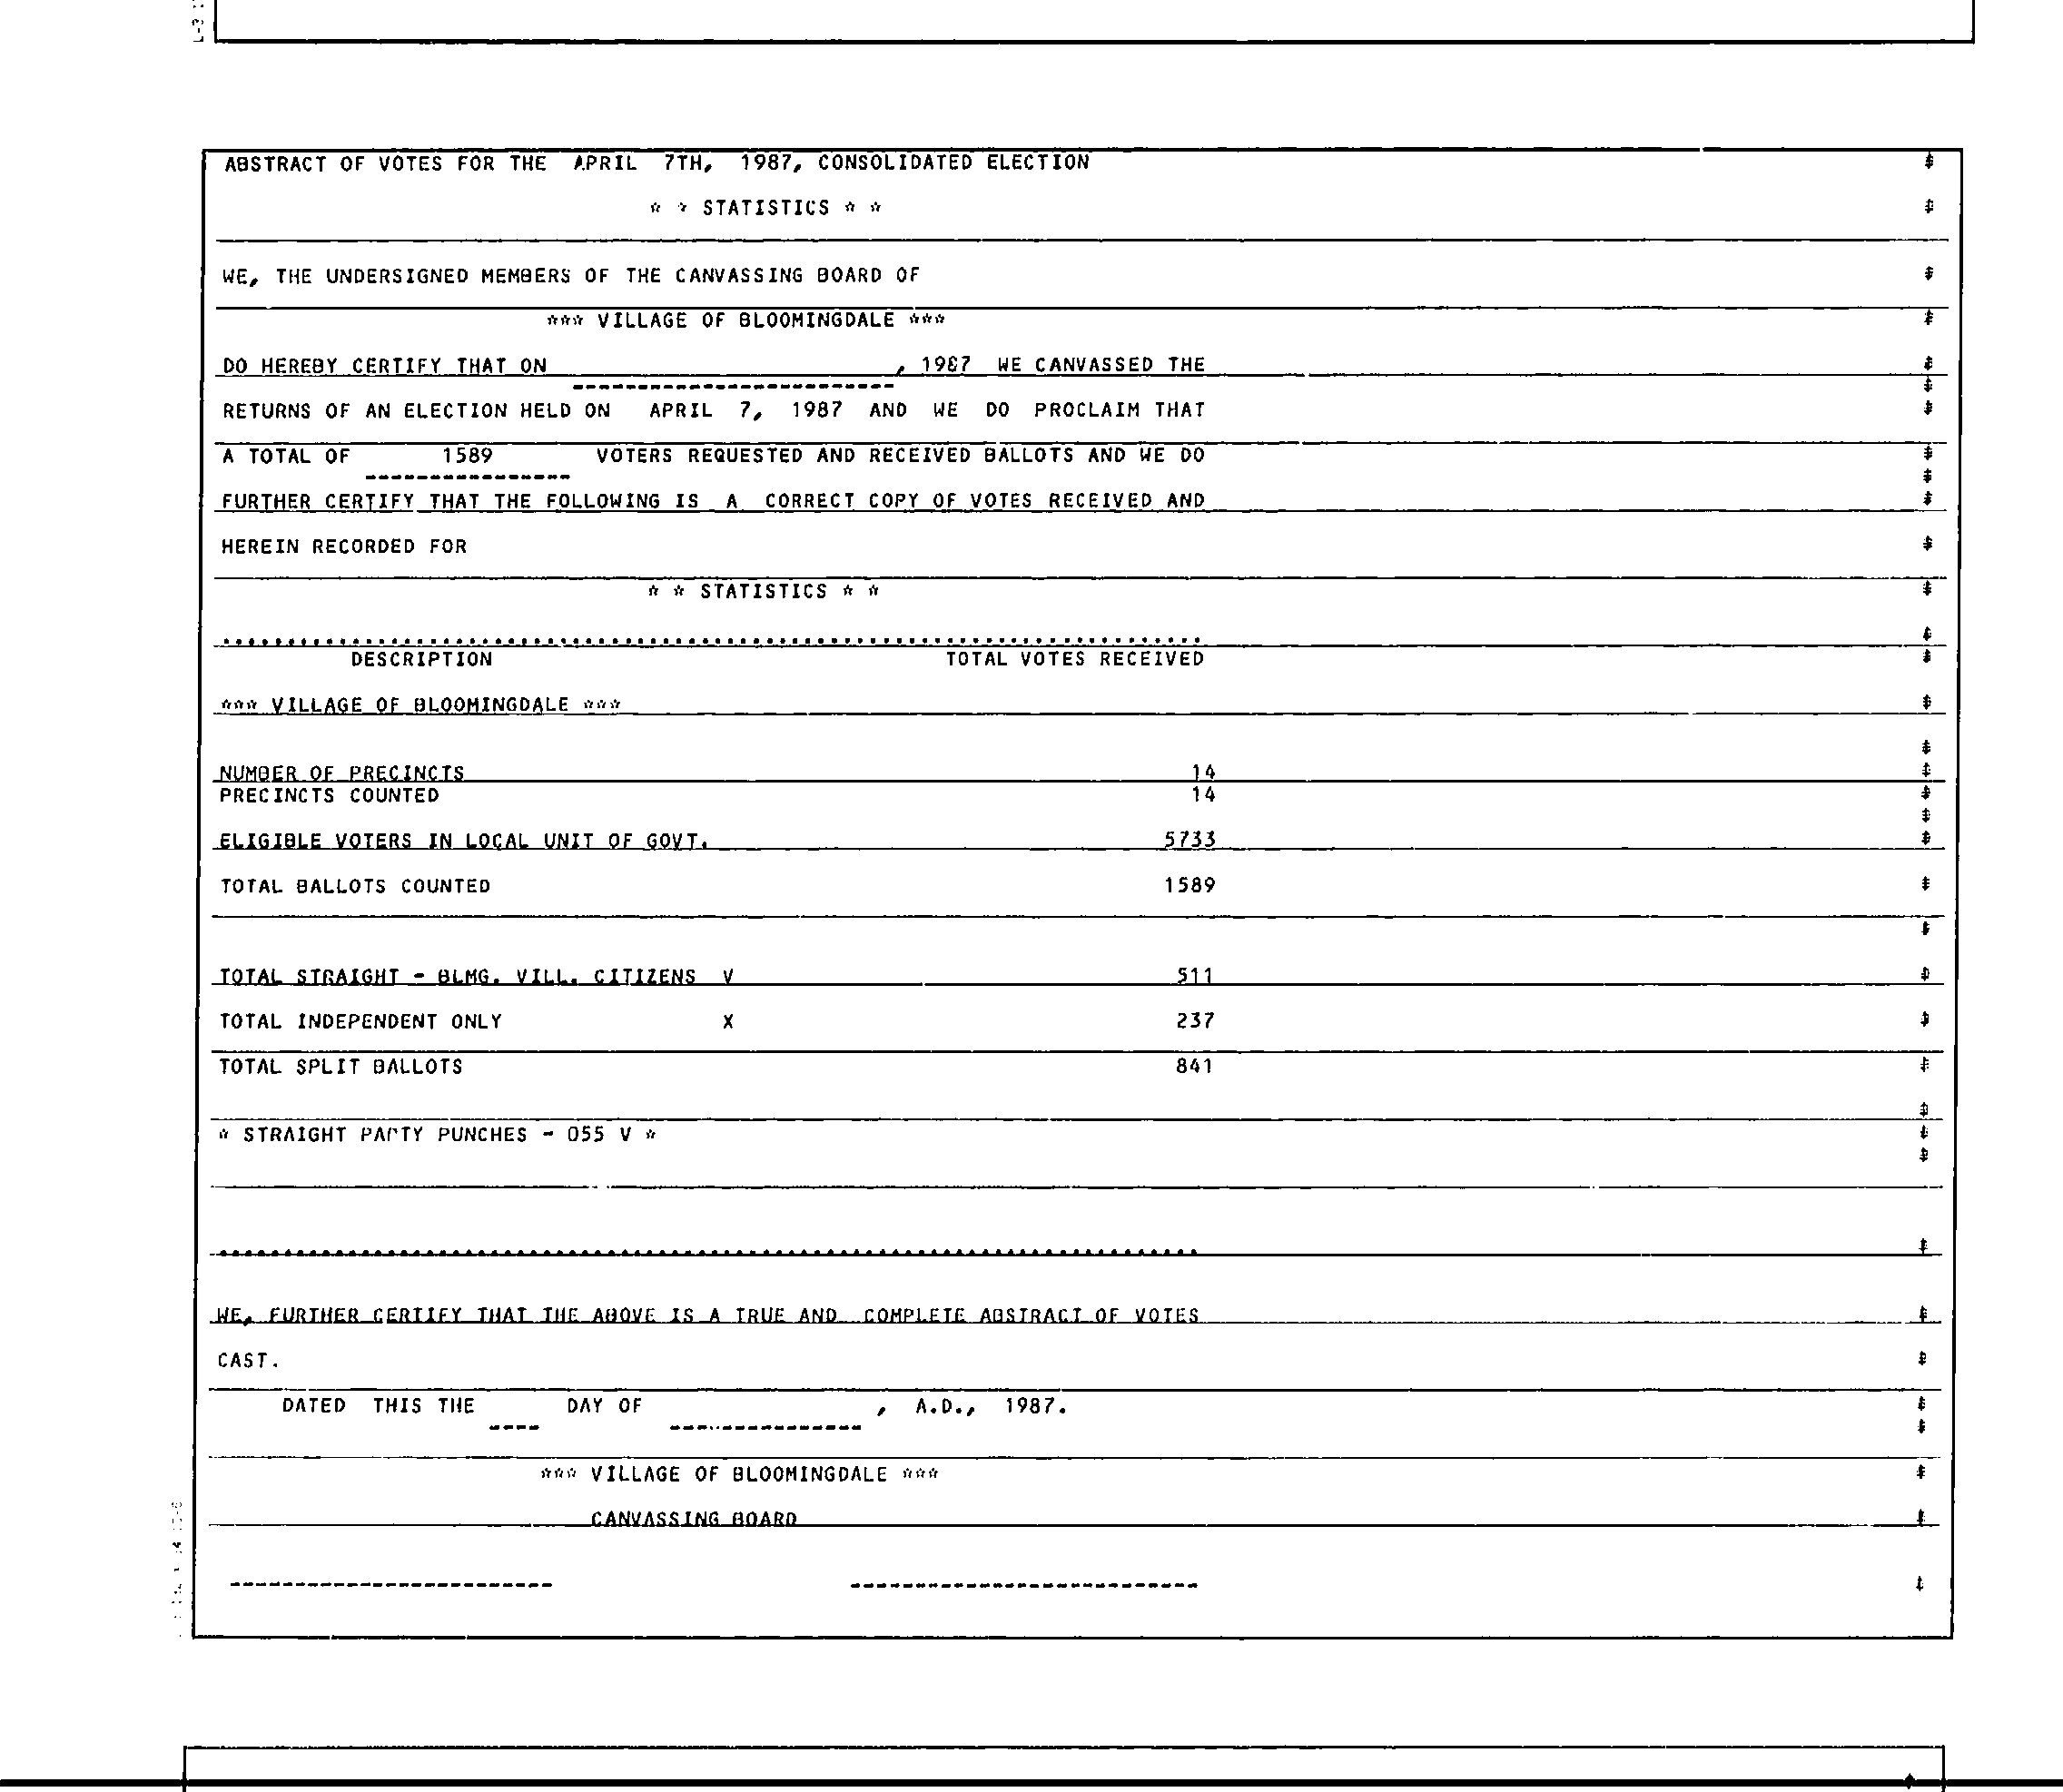 ABSTRACT OF VOTES FOR THE APRIL 7TH, 1987, CONSOLIDATED ELECTION
* * STATISTICS * *
WE, THE UNDERSIGNED MEMBERS OF THE CANVASSING BOARD OF
*** VILLAGE OF BLOOMINGDALE ***
DO HEREBY CERTIFY THAT ON , 1987 WE CANVASSED THE
RETURNS OF AN ELECTION HELD ON APRIL 7, 1987 AND WE DO PROCLAIM THAT
A TOTAL OF 1589 VOTERS REQUESTED AND RECEIVED BALLOTS AND WE DO
FURTHER CERTIFY THAT THE FOLLOWING IS A CORRECT COPY OF VOTES RECEIVED AND
HEREIN RECORDED FOR
* * STATISTICS * *
DESCRIPTION TOTAL VOTES RECEIVED
*** VILLAGE OF BLOOMINGDALE ***
NUMBER OF PRECINCTS 14
PRECINCTS COUNTED 14
ELIGIBLE VOTERS IN LOCAL UNIT OF GOVT. 5733
TOTAL BALLOTS COUNTED 1589
TOTAL STRAIGHT - BLMG. VILL. CITIZENS V 511
TOTAL INDEPENDENT ONLY X 237
TOTAL SPLIT BALLOTS 841
* STRAIGHT PARTY PUNCHES - 055 V *
WE, FURTHER CERTIFY THAT THE ABOVE IS A TRUE AND COMPLETE ABSTRACT OF VOTES
CAST.
DATED THIS THE ---- DAY OF --------------- , A.D., 1987.
*** VILLAGE OF BLOOMINGDALE ***
CANVASSING BOARD